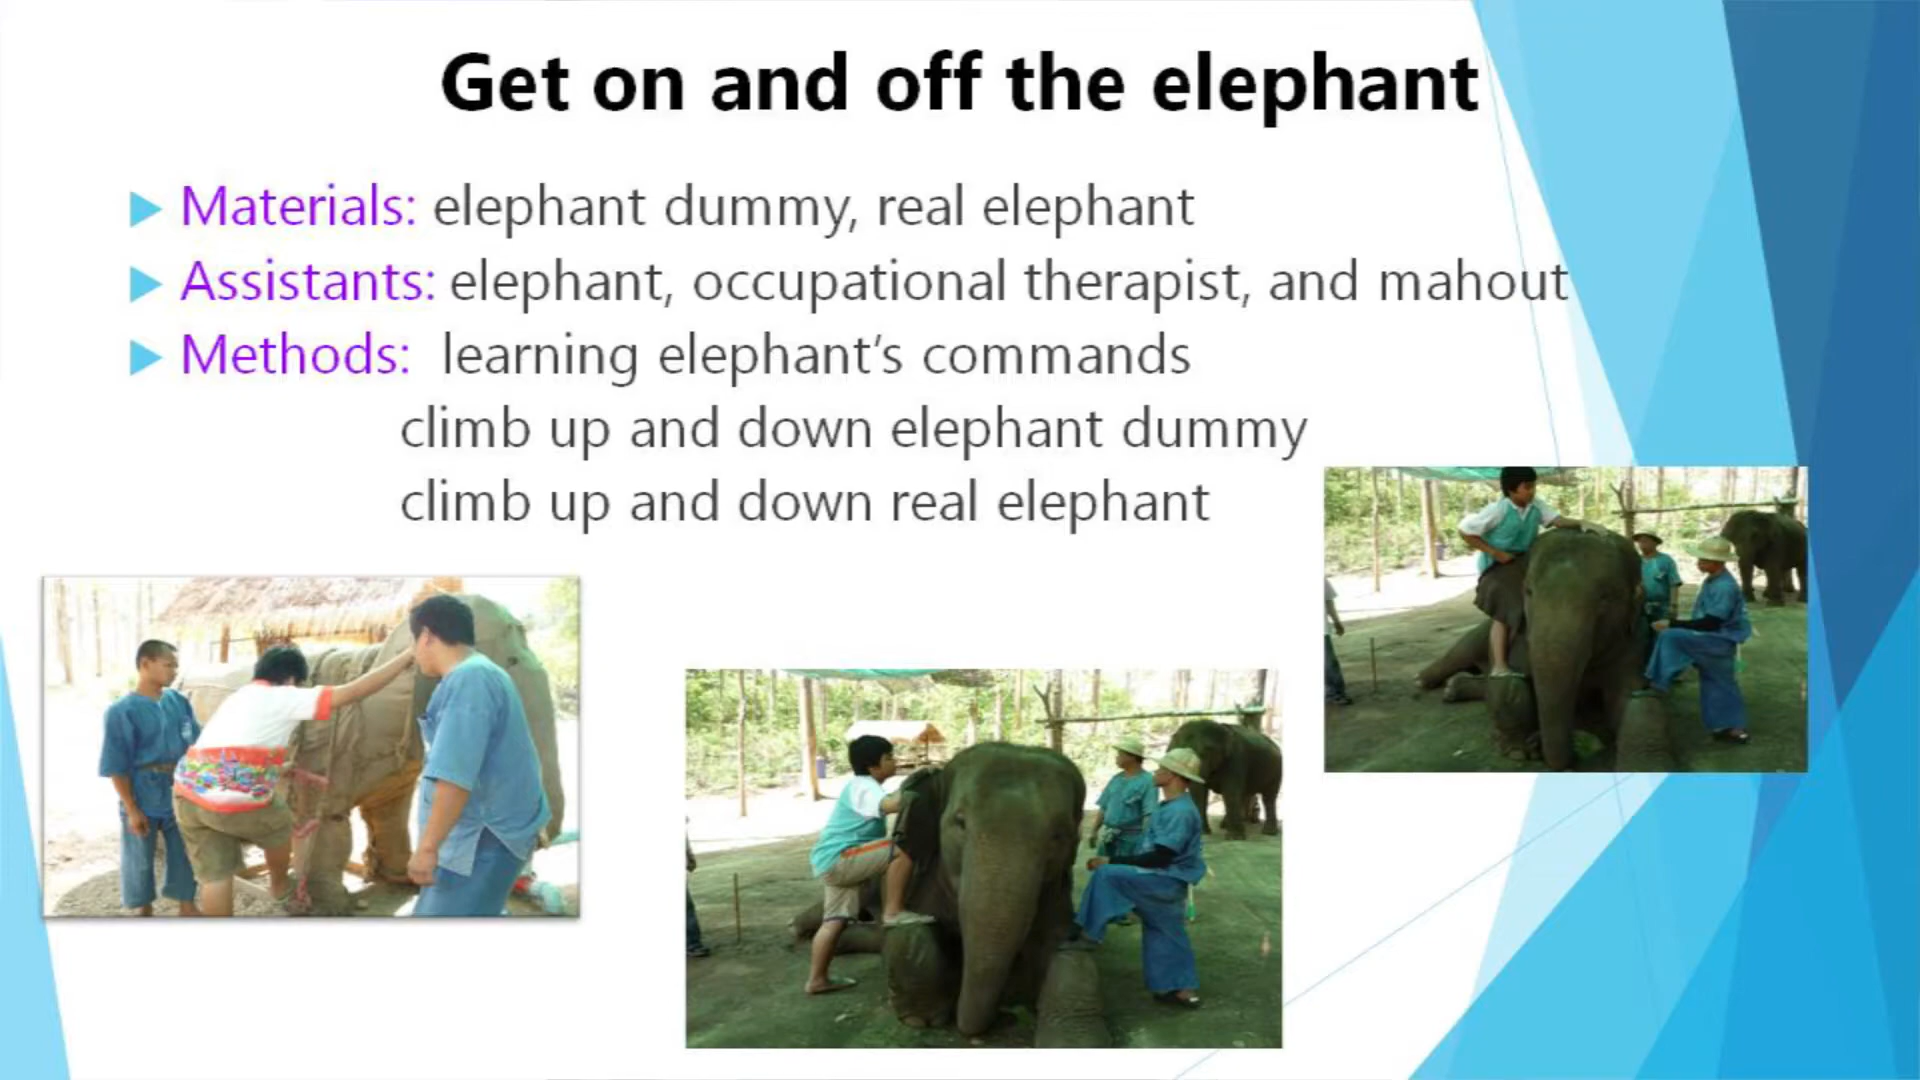 Get on and off the elephant
Materials: elephant dummy, real elephant
Assistants: elephant, occupational therapist, and mahout
Methods: learning elephant's commands
climb up and down elephant dummy
climb up and down real elephant